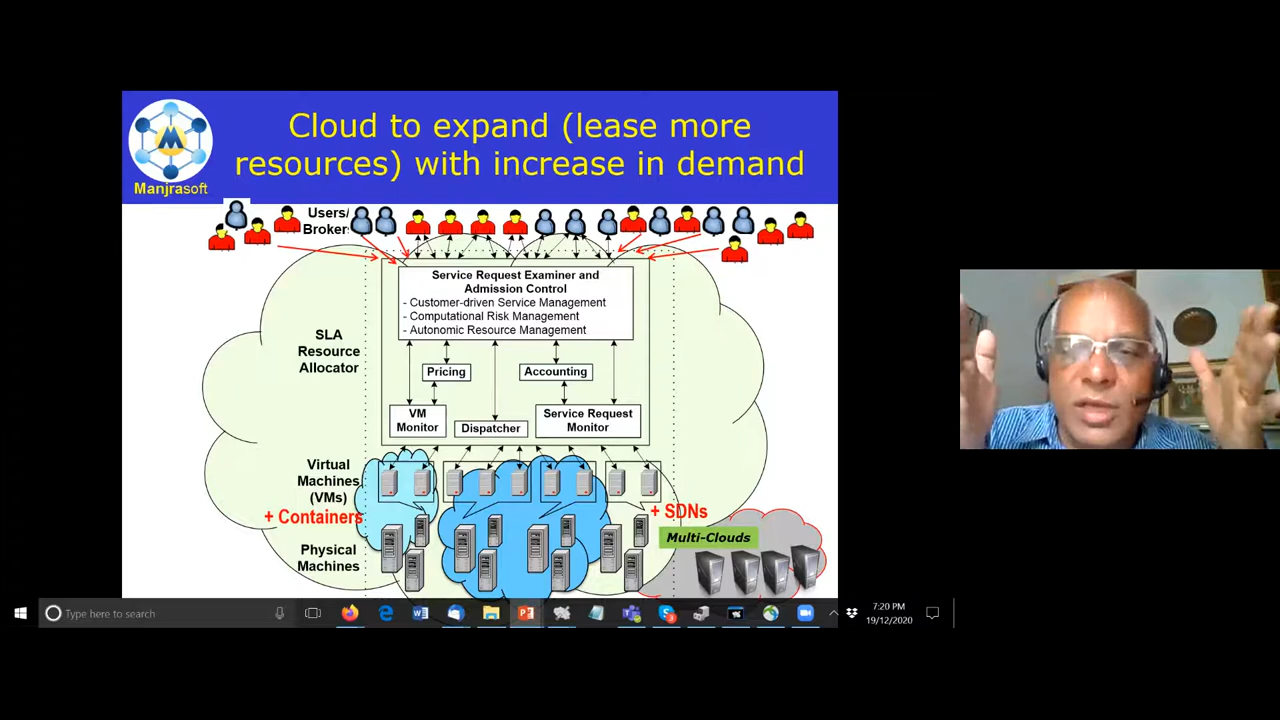 Cloud to expand (lease more
resources) with increase in demand
Manjrasoft
Users/
Broker
Service Request Examiner and
Admission Control
- Customer-driven Service Management
- Computational Risk Management
- Autonomic Resource Management
SLA
Resource
Allocator
Pricing
Accounting
VM
Monitor
Dispatcher
Service Request
Monitor
Virtual
Machines
(VMs)
+ Containers
+ SDNs
Multi-Clouds
Physical
Machines
Type here to search
7:20 PM
19/12/2020